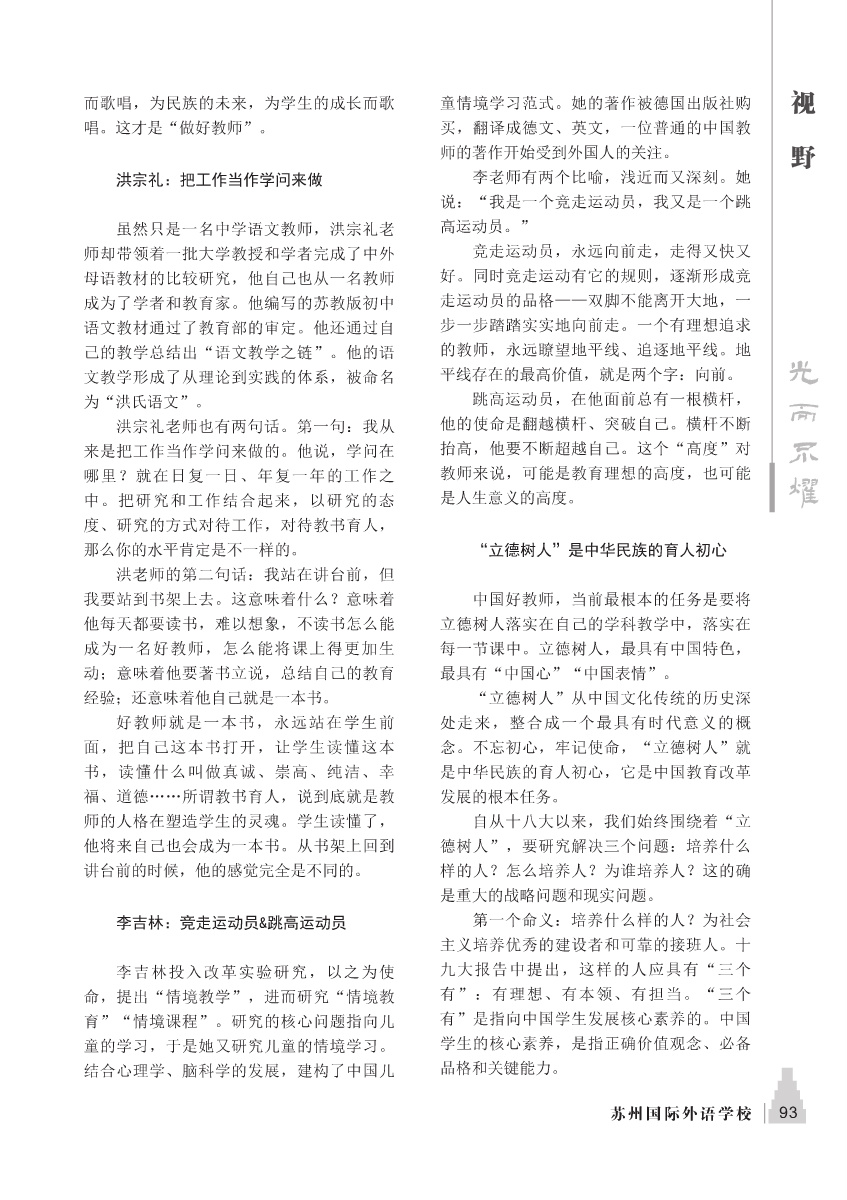 而歌唱，为民族的未来，为学生的成长而歌
唱。这才是“做好教师”。
洪宗礼：把工作当作学问来做
虽然只是一名中学语文教师，洪宗礼老
师却带领着一批大学教授和学者完成了中外
母语教材的比较研究，他自己也从一名教师
成为了学者和教育家。他编写的苏教版初中
语文教材通过了教育部的审定。他还通过自
己的教学总结出“语文教学之链”。他的语
文教学形成了从理论到实践的体系，被命名
为“洪氏语文”。
洪宗礼老师也有两句话。第一句：我从
来是把工作当作学问来做的。他说，学问在
哪里？就在日复一日、年复一年的工作之
中。把研究和工作结合起来，以研究的态
度、研究的方式对待工作，对待教书育人，
那么你的水平肯定是不一样的。
洪老师的第二句话：我站在讲台前，但
我要站到书架上去。这意味着什么？意味着
他每天都要读书，难以想象，不读书怎么能
成为一名好教师，怎么能将课上得更加生
动；意味着他要著书立说，总结自己的教育
经验；还意味着他自己就是一本书。
好教师就是一本书，永远站在学生前
面，把自己这本书打开，让学生读懂这本
书，读懂什么叫做真诚、崇高、纯洁、幸
福、道德……所谓教书育人，说到底就是教
师的人格在塑造学生的灵魂。学生读懂了，
他将来自己也会成为一本书。从书架上回到
讲台前的时候，他的感觉完全是不同的。
李吉林：竞走运动员&跳高运动员
李吉林投入改革实验研究，以之为使
命，提出“情境教学”，进而研究“情境教
育”“情境课程”。研究的核心问题指向儿
童的学习，于是她又研究儿童的情境学习。
结合心理学、脑科学的发展，建构了中国儿
童情境学习范式。她的著作被德国出版社购
买，翻译成德文、英文，一位普通的中国教
师的著作开始受到外国人的关注。
李老师有两个比喻，浅近而又深刻。她
说：“我是一个竞走运动员，我又是一个跳
高运动员。”
竞走运动员，永远向前走，走得又快又
好。同时竞走运动有它的规则，逐渐形成竞
走运动员的品格——双脚不能离开大地，一
步一步踏踏实实地向前走。一个有理想追求
的教师，永远瞭望地平线、追逐地平线。地
平线存在的最高价值，就是两个字：向前。
跳高运动员，在他面前总有一根横杆，
他的使命是翻越横杆、突破自己。横杆不断
抬高，他要不断超越自己。这个“高度”对
教师来说，可能是教育理想的高度，也可能
是人生意义的高度。
“立德树人”是中华民族的育人初心
中国好教师，当前最根本的任务是要将
立德树人落实在自己的学科教学中，落实在
每一节课中。立德树人，最具有中国特色，
最具有“中国心”“中国表情”。
“立德树人”从中国文化传统的历史深
处走来，整合成一个最具有时代意义的概
念。不忘初心，牢记使命，“立德树人”就
是中华民族的育人初心，它是中国教育改革
发展的根本任务。
自从十八大以来，我们始终围绕着“立
德树人”，要研究解决三个问题：培养什么
样的人？怎么培养人？为谁培养人？这的确
是重大的战略问题和现实问题。
第一个命义：培养什么样的人？为社会
主义培养优秀的建设者和可靠的接班人。十
九大报告中提出，这样的人应具有“三个
有”：有理想、有本领、有担当。“三个
有”是指向中国学生发展核心素养的。中国
学生的核心素养，是指正确价值观念、必备
品格和关键能力。
视野
光而不耀
苏州国际外语学校 93